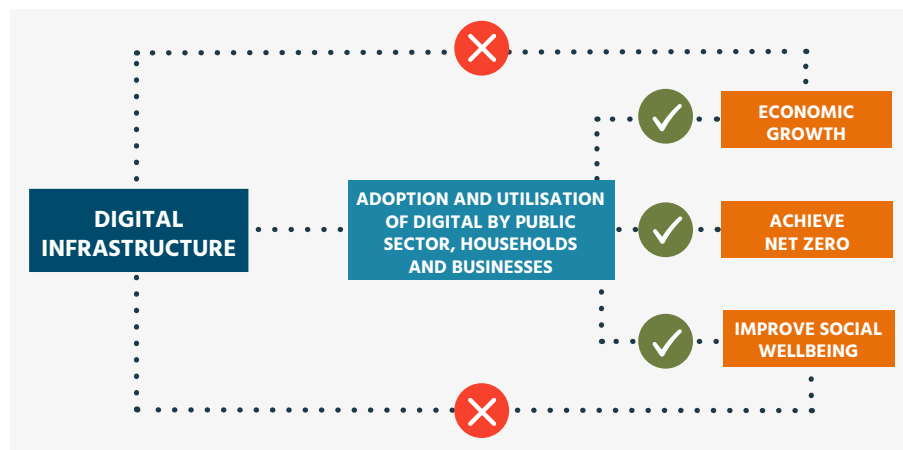 DIGITAL
INFRASTRUCTURE
ADOPTION AND UTILISATION
OF DIGITAL BY PUBLIC
SECTOR, HOUSEHOLDS
AND BUSINESSES
ECONOMIC
GROWTH
ACHIEVE
NET ZERO
IMPROVE SOCIAL
WELLBEING